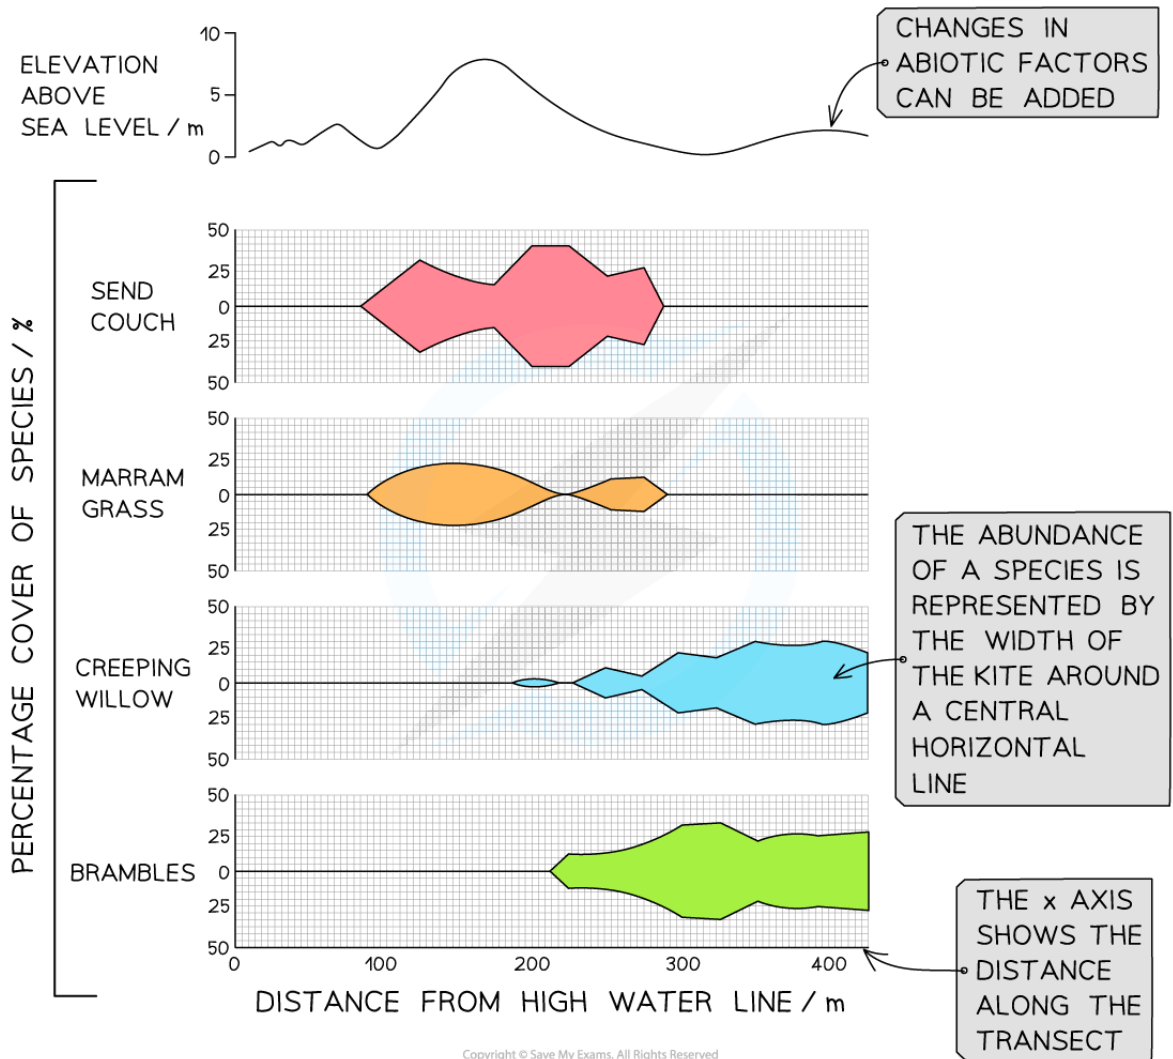 CHANGES IN
ABIOTIC FACTORS
CAN BE ADDED
ELEVATION
ABOVE
SEA LEVEL / m
10
5
0
PERCENTAGE COVER OF SPECIES / %
SEND
COUCH
50
25
0
25
50
MARRAM
GRASS
50
25
0
25
50
CREEPING
WILLOW
50
25
0
25
50
THE ABUNDANCE
OF A SPECIES IS
REPRESENTED BY
THE WIDTH OF
THE KITE AROUND
A CENTRAL
HORIZONTAL
LINE
BRAMBLES
50
25
0
25
50
0 100 200 300 400
DISTANCE FROM HIGH WATER LINE / m
THE x AXIS
SHOWS THE
DISTANCE
ALONG THE
TRANSECT
Copyright © Save My Exams. All Rights Reserved